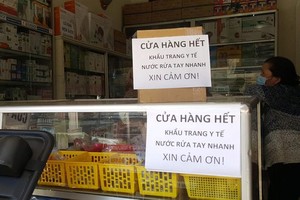 CỬA HÀNG HẾT
KHẨU TRANG Y TẾ
NƯỚC RỬA TAY NHANH
XIN CẢM ƠN!
CỬA HÀNG HẾT
KHẨU TRANG Y TẾ
NƯỚC RỬA TAY NHANH
XIN CẢM ƠN!